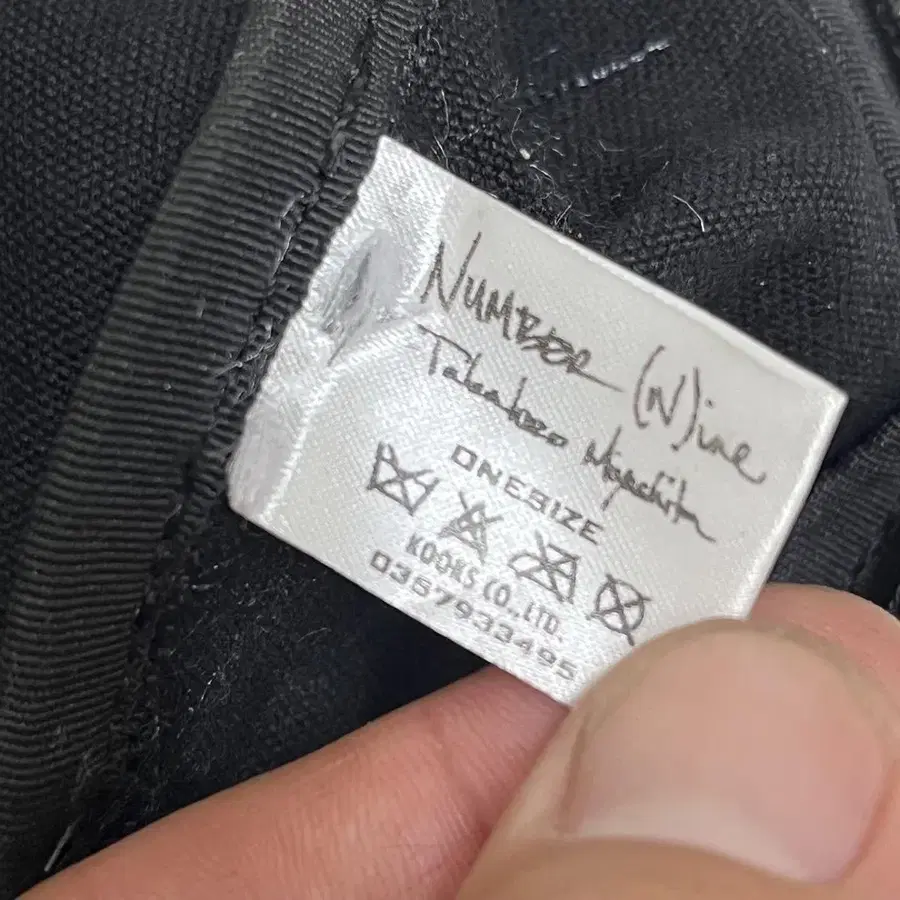 NUMBER (N)ine
Takahiro Miyashita
ONESIZE
KOOKS CO.,LTD.
0357933495